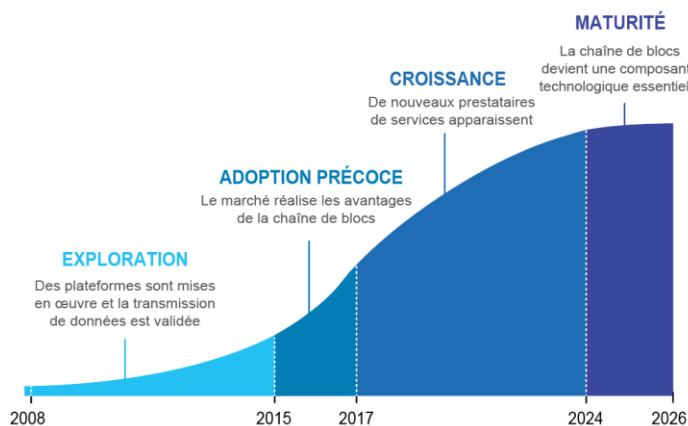 MATURITÉ
La chaîne de blocs
devient une
technologique
CROISSANCE
De nouveaux prestataires
de services apparaissent
ADOPTION PRÉCOCE
Le marché réalise les avantages
de la chaîne de blocs
EXPLORATION
Des plateformes sont mises
en œuvre et la transmission
de données est validée
2008
2015
2017
2024
2026